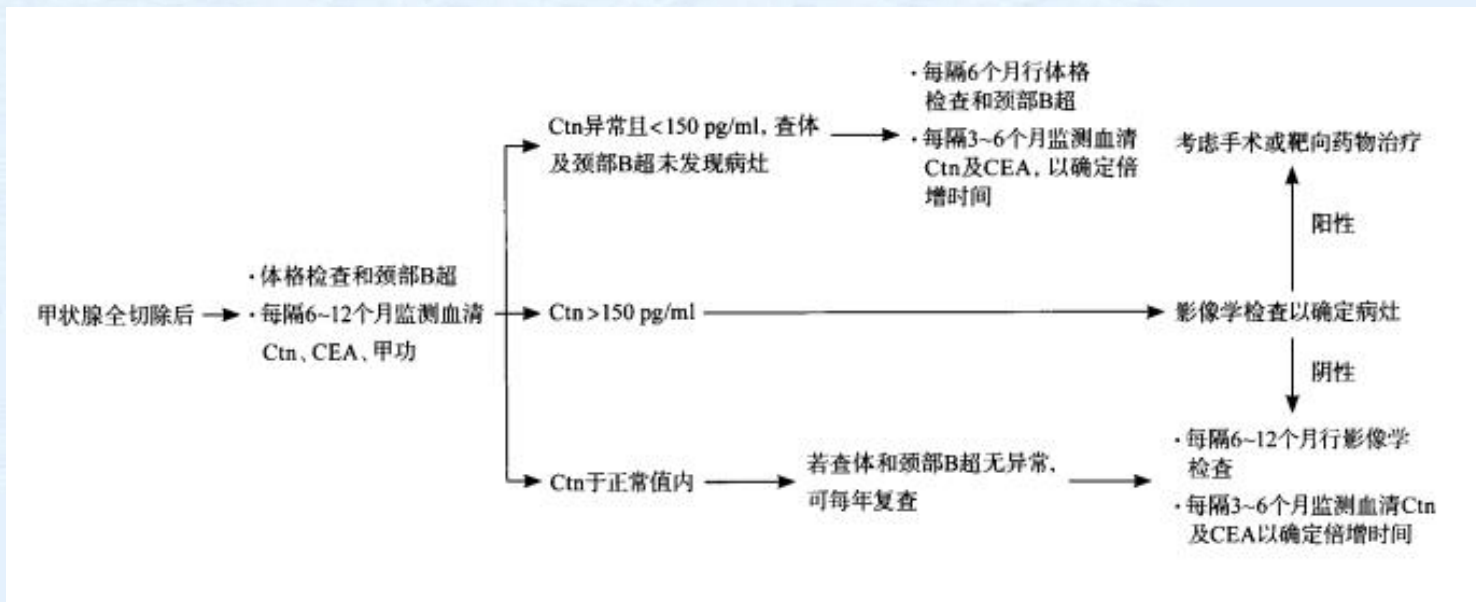 甲状腺全切除后
·体格检查和颈部B超
·每隔6~12个月监测血清
Ctn、CEA、甲功
Ctn异常且<150 pg/ml, 查体
及颈部B超未发现病灶
·每隔6个月行体格
检查和颈部B超
·每隔3~6个月监测血清
Ctn及CEA, 以确定倍
增时间
Ctn>150 pg/ml
影像学检查以确定病灶
阳性
考虑手术或靶向药物治疗
阴性
Ctn于正常值内
若查体和颈部B超无异常,
可每年复查
·每隔6~12个月行影像学
检查
·每隔3~6个月监测血清Ctn
及CEA以确定倍增时间